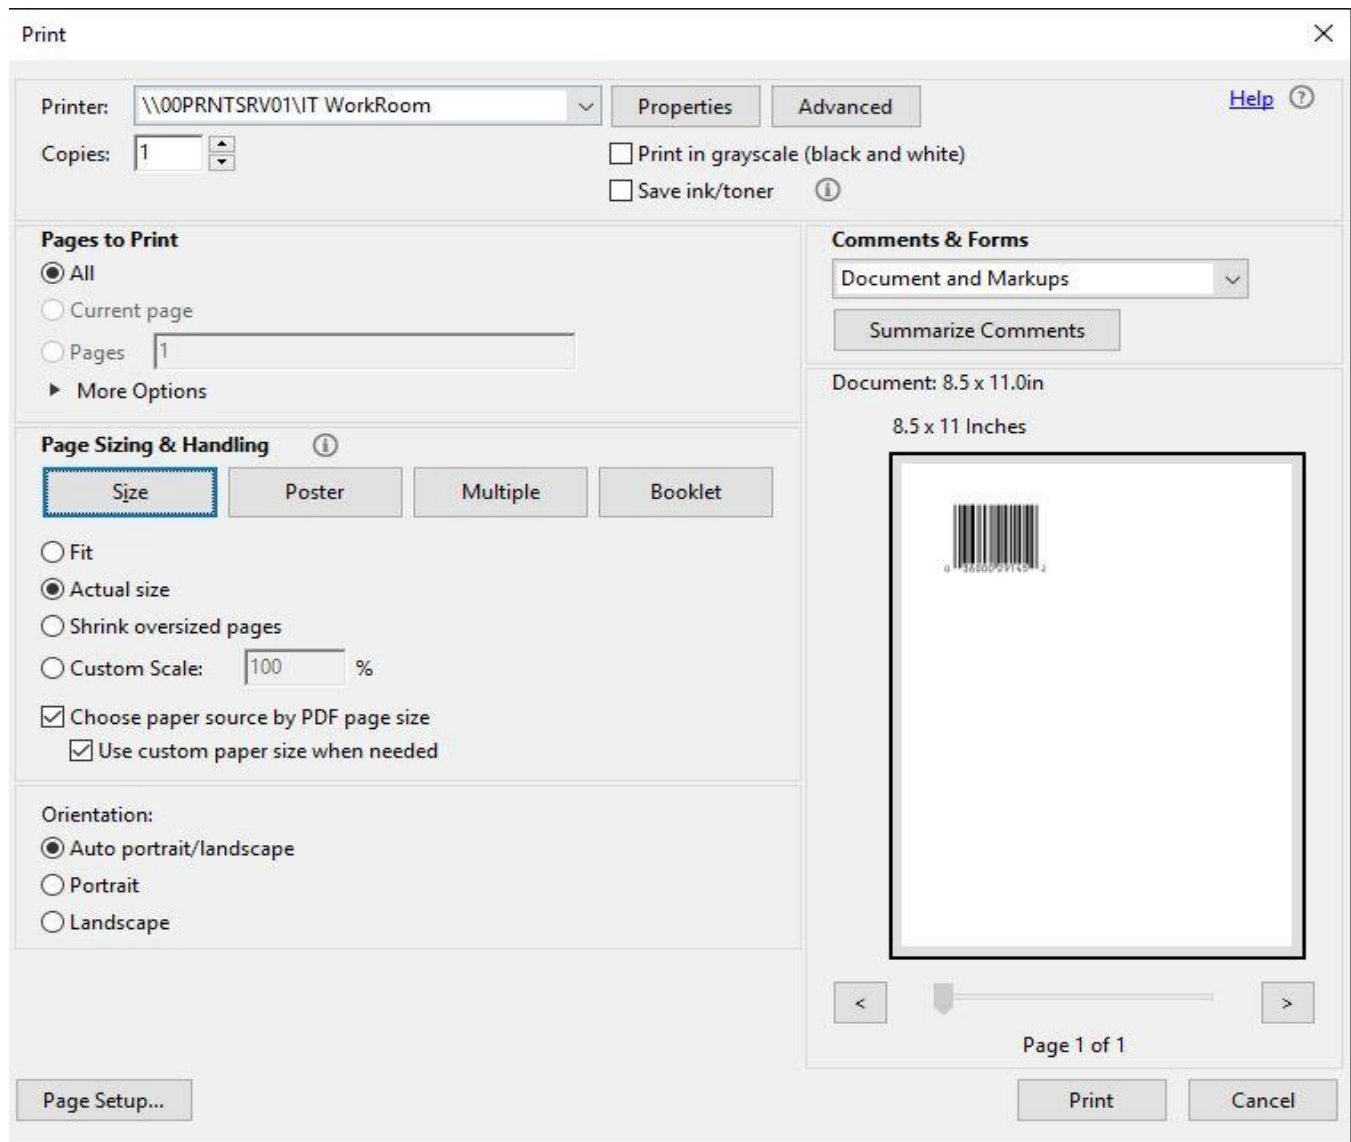 Print
Printer: \\00PRNTSRV01\IT WorkRoom Properties Advanced Help
Copies: 1 Print in grayscale (black and white)
Save ink/toner
Pages to Print
All
Current page
Pages 1
More Options
Comments & Forms
Document and Markups
Summarize Comments
Page Sizing & Handling
Size Poster Multiple Booklet
Fit
Actual size
Shrink oversized pages
Custom Scale: 100 %
Choose paper source by PDF page size
Use custom paper size when needed
Orientation:
Auto portrait/landscape
Portrait
Landscape
Document: 8.5 x 11.0in
8.5 x 11 Inches
0 36000 29145 2
< >
Page 1 of 1
Page Setup... Print Cancel